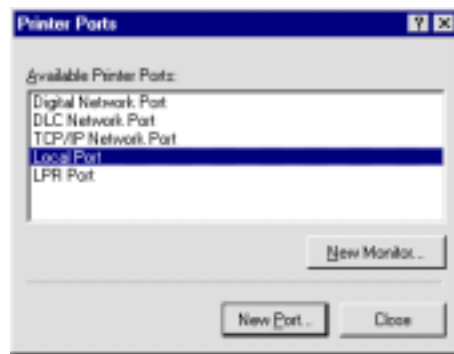 Printer Ports
Available Printer Ports:
Digital Network Port
DLC Network Port
TCP/IP Network Port
Local Port
LPR Port
New Monitor...
New Port...
Close